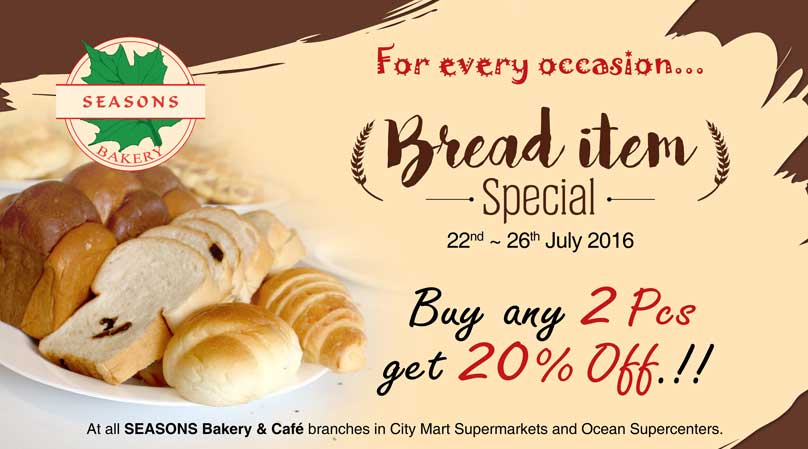 SEASONS
BAKERY
For every occasion...
Bread item
Special
22nd ~ 26th July 2016
Buy any 2 Pcs
get 20% Off.!!
At all SEASONS Bakery & Café branches in City Mart Supermarkets and Ocean Supercenters.